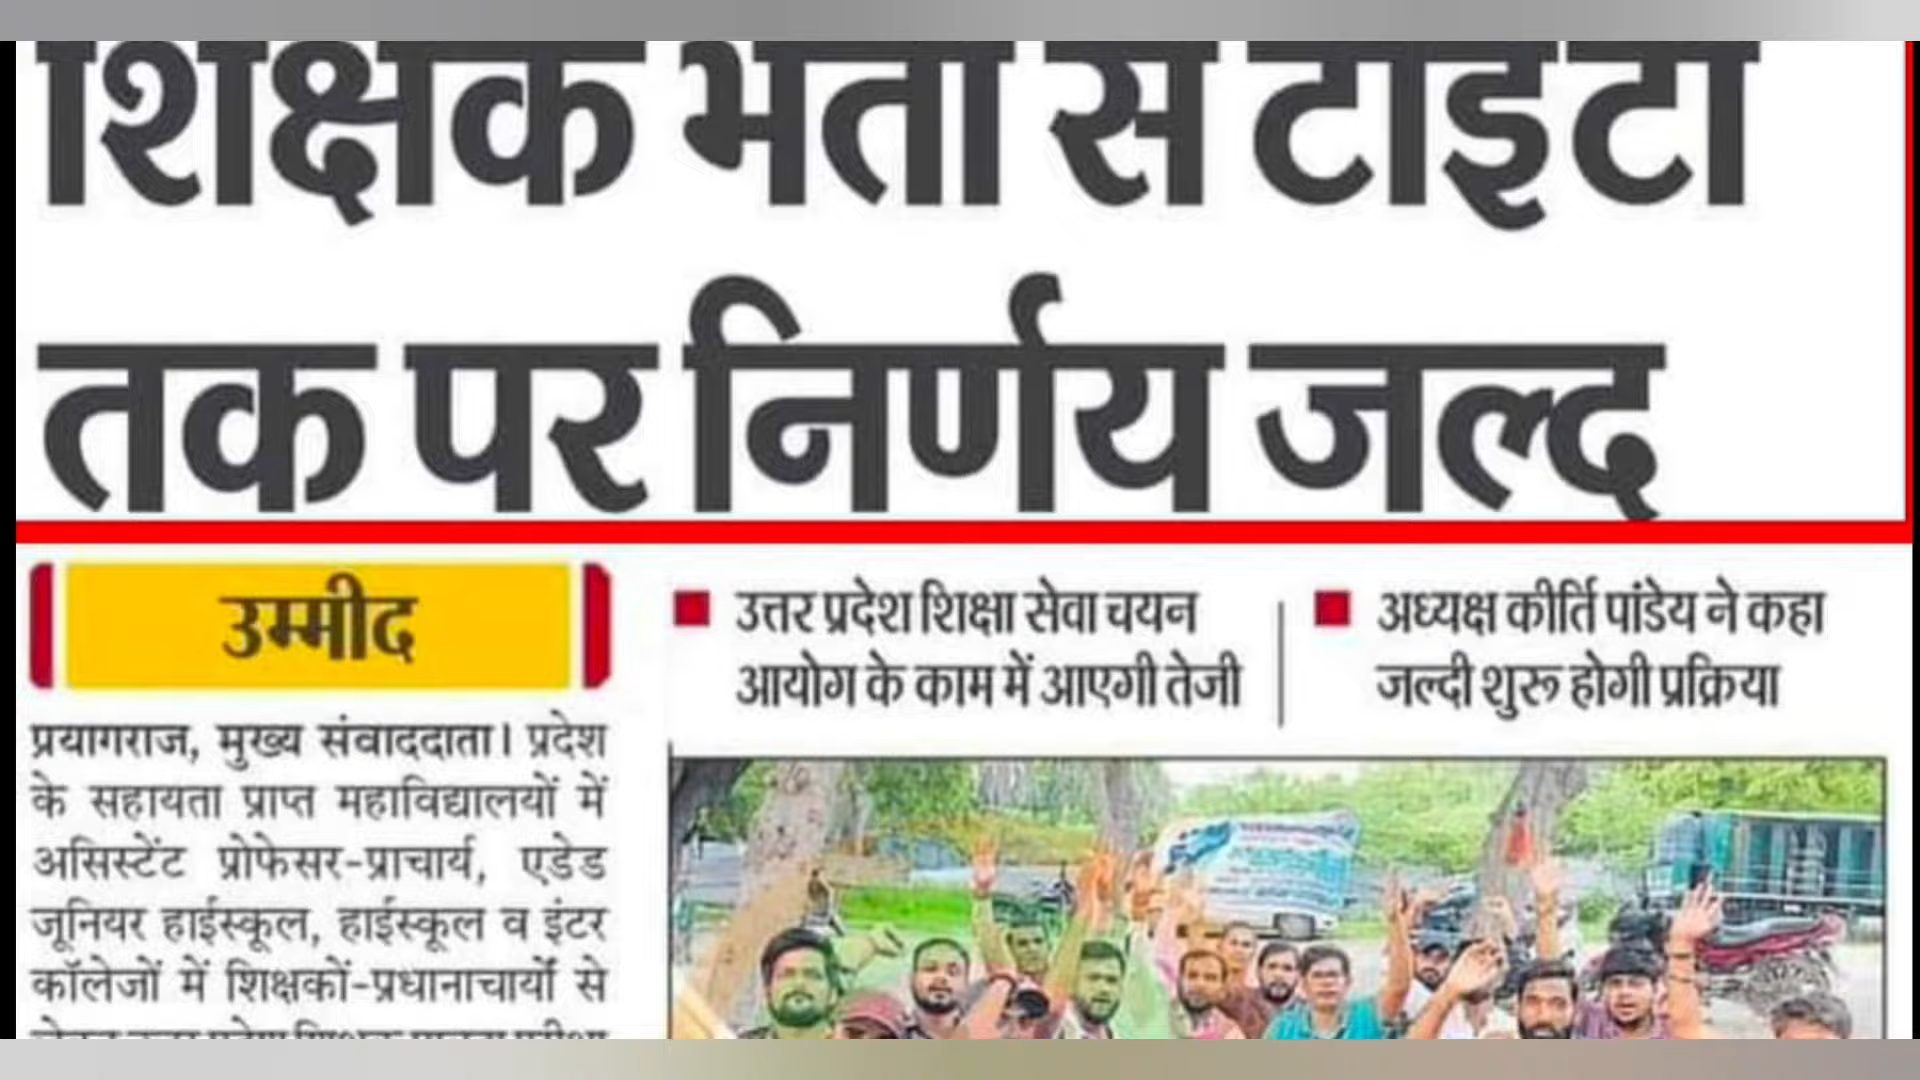 शिक्षक भर्ती से टीईटी
तक पर निर्णय जल्द
उम्मीद
उत्तर प्रदेश शिक्षा सेवा चयन
आयोग के काम में आएगी तेजी
अध्यक्ष कीर्ति पांडेय ने कहा
जल्दी शुरू होगी प्रक्रिया
प्रयागराज, मुख्य संवाददाता। प्रदेश
के सहायता प्राप्त महाविद्यालयों में
असिस्टेंट प्रोफेसर-प्राचार्य, एडेड
जूनियर हाईस्कूल, हाईस्कूल व इंटर
कॉलेजों में शिक्षकों-प्रधानाचार्यों से